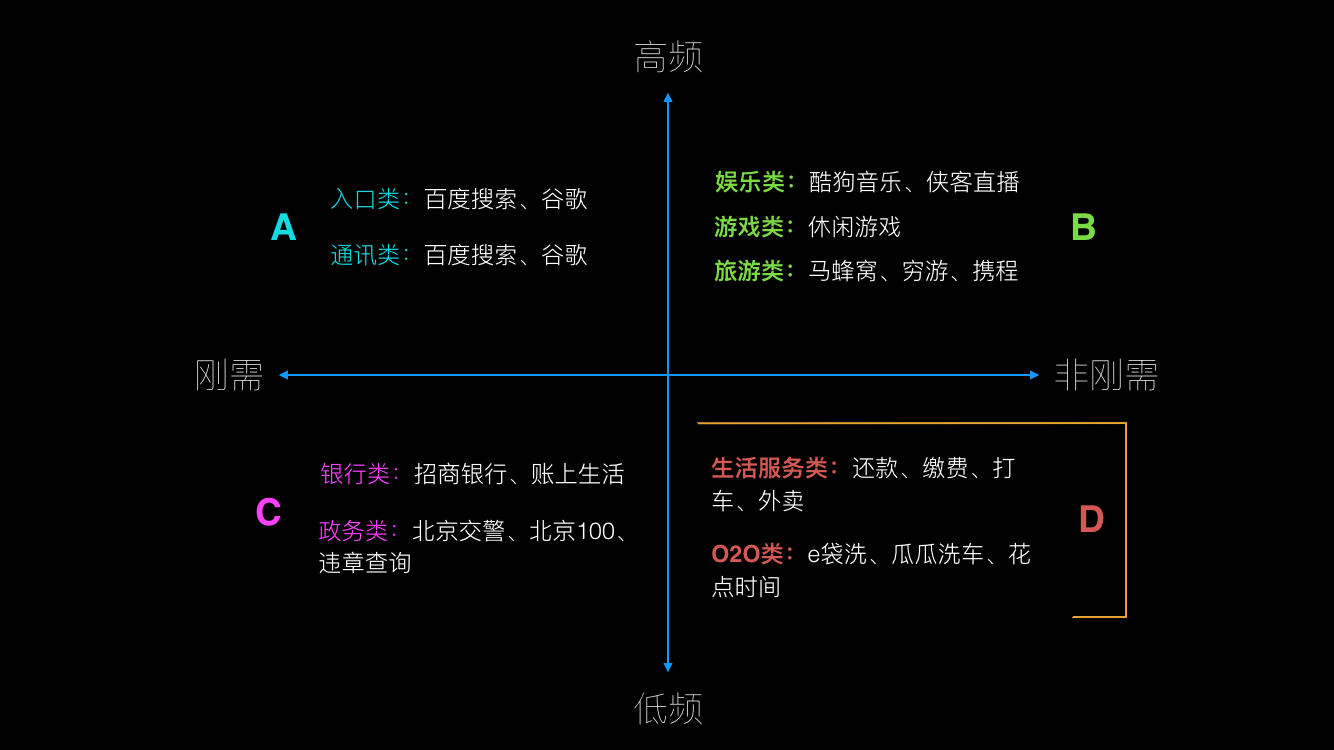 高频
入口类：百度搜索、谷歌
通讯类：百度搜索、谷歌
A
娱乐类：酷狗音乐、侠客直播
游戏类：休闲游戏
旅游类：马蜂窝、穷游、携程
B
刚需
非刚需
银行类：招商银行、账上生活
政务类：北京交警、北京100、
违章查询
C
生活服务类：还款、缴费、打
车、外卖
O2O类：e袋洗、瓜瓜洗车、花
点时间
D
低频